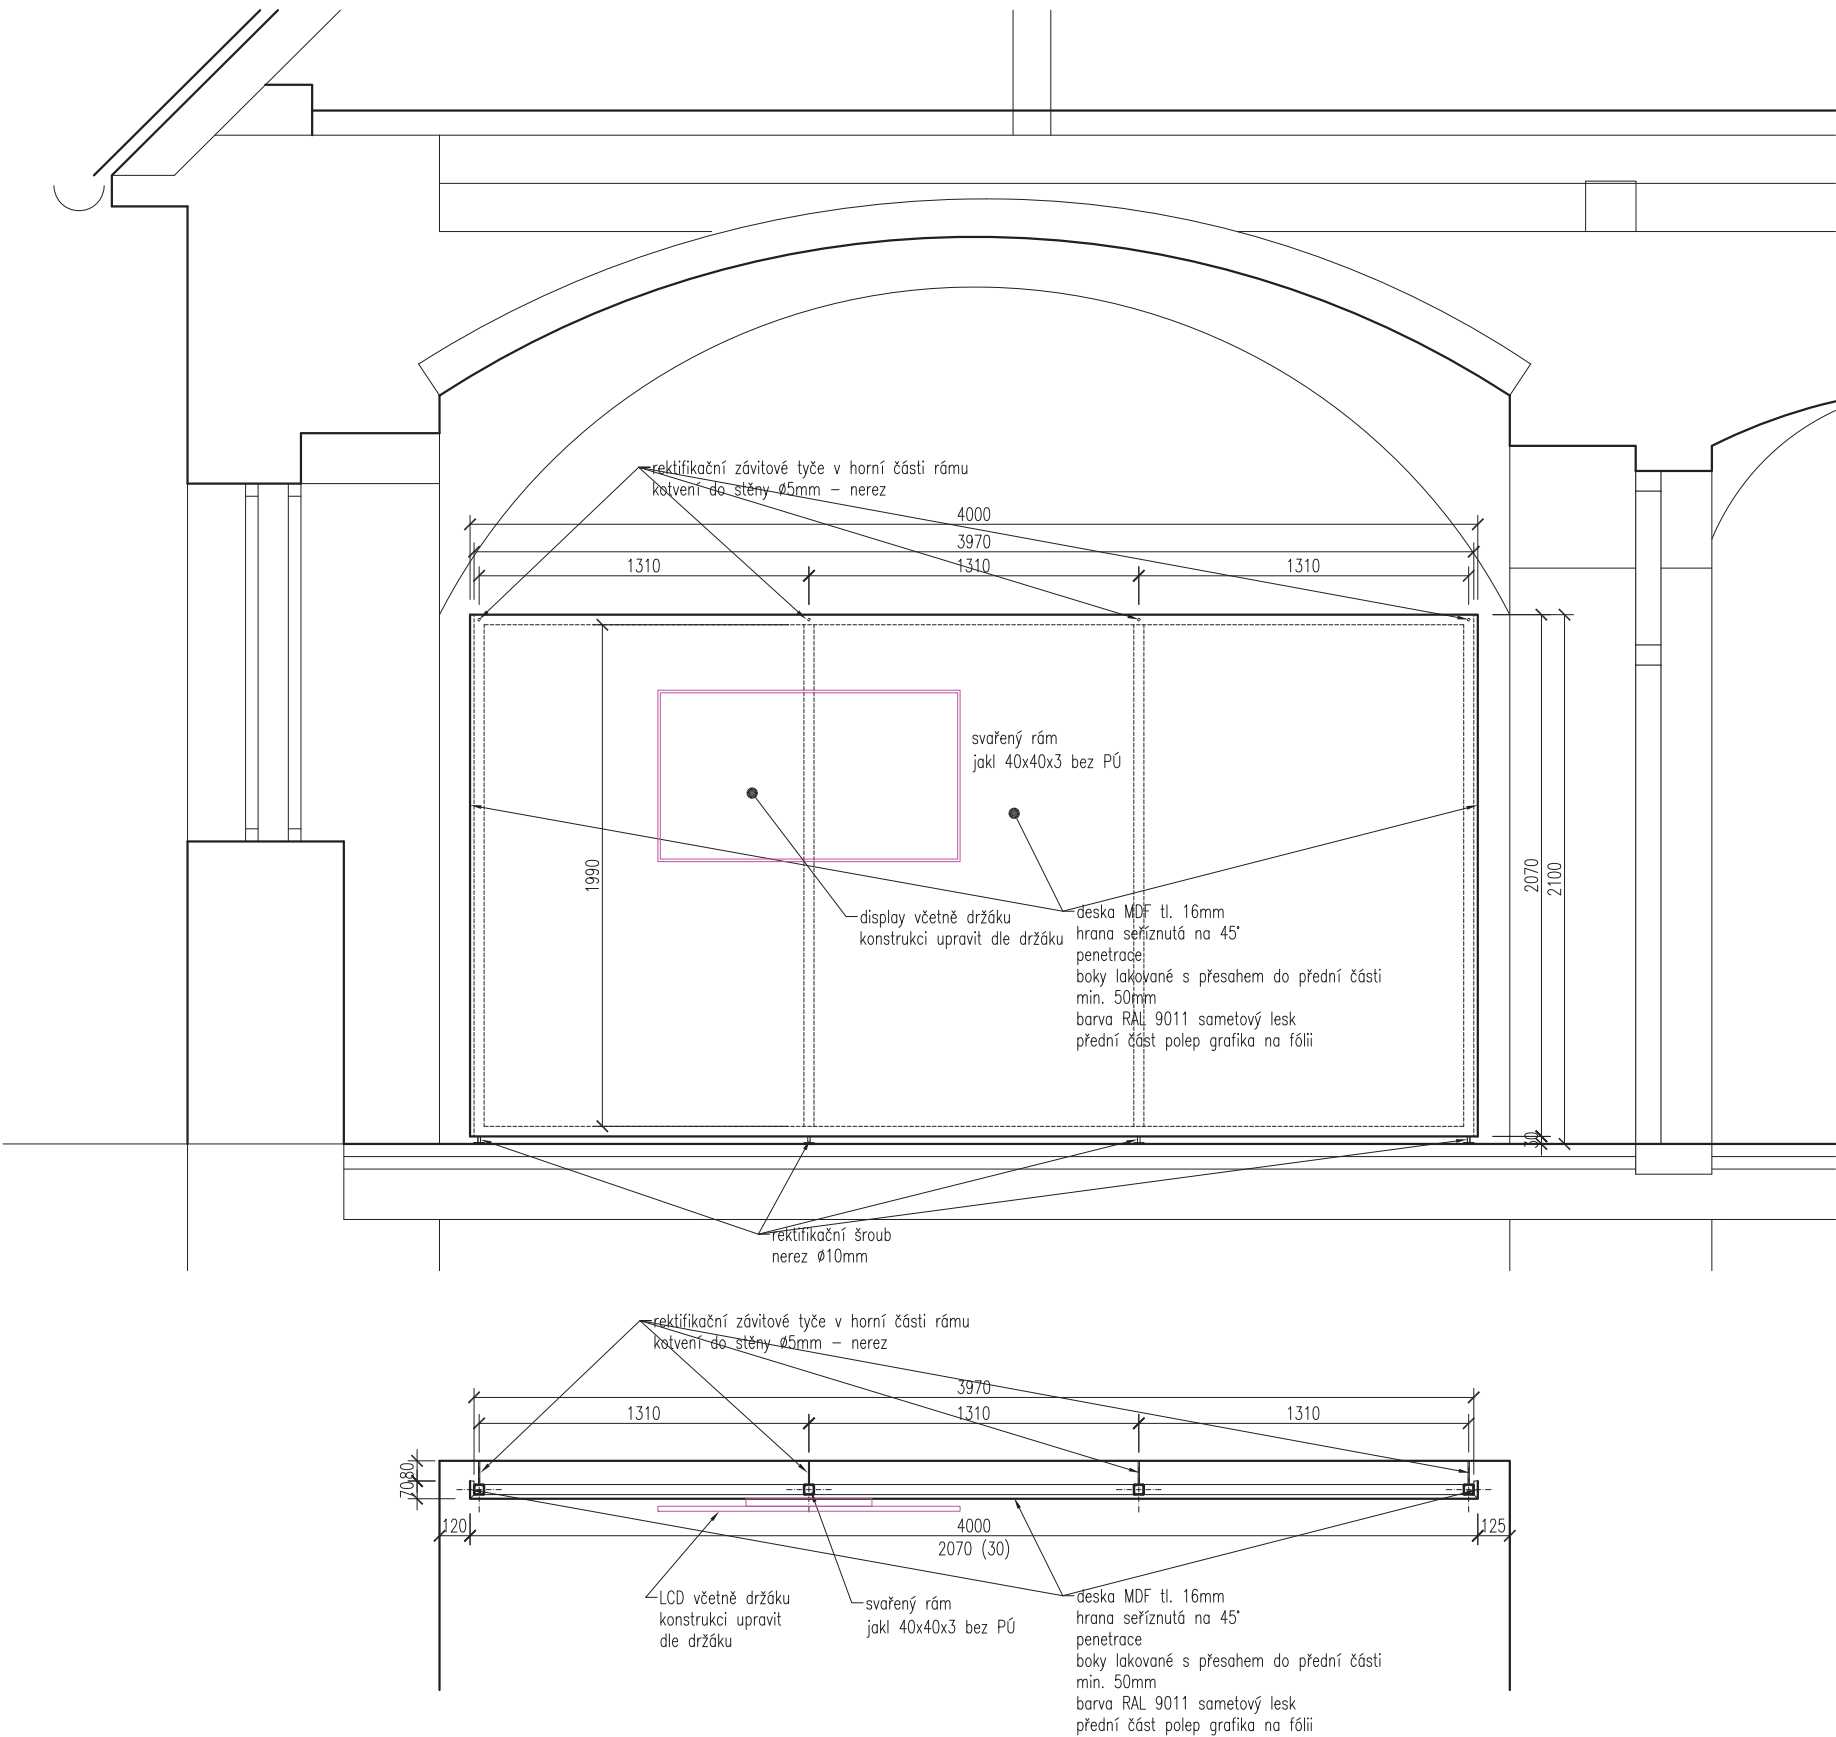 rektifikační závitové tyče v horní části rámu
kotvení do stěny ø5mm – nerez
4000
3970
1310
1310
1310
svařený rám
jakl 40x40x3 bez PÚ
1990
2070
2100
display včetně držáku
konstrukci upravit dle držáku
deska MDF tl. 16mm
hrana seříznutá na 45°
penetrace
boky lakované s přesahem do přední části
min. 50mm
barva RAL 9011 sametový lesk
přední část polep grafika na fólii
30
rektifikační šroub
nerez ø10mm
rektifikační závitové tyče v horní části rámu
kotvení do stěny ø5mm – nerez
3970
1310
1310
1310
80
70
120
4000
125
2070 (30)
LCD včetně držáku
konstrukci upravit
dle držáku
svařený rám
jakl 40x40x3 bez PÚ
deska MDF tl. 16mm
hrana seříznutá na 45°
penetrace
boky lakované s přesahem do přední části
min. 50mm
barva RAL 9011 sametový lesk
přední část polep grafika na fólii